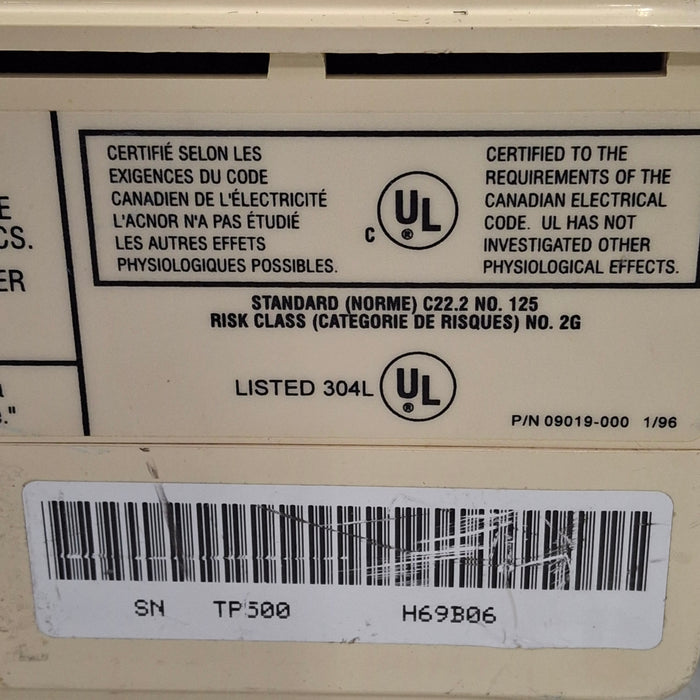 E
CS.
ER
."
CERTIFIÉ SELON LES
EXIGENCES DU CODE
CANADIEN DE L'ÉLECTRICITÉ
L'ACNOR N'A PAS ÉTUDIÉ
LES AUTRES EFFETS
PHYSIOLOGIQUES POSSIBLES.
C UL ®
CERTIFIED TO THE
REQUIREMENTS OF THE
CANADIAN ELECTRICAL
CODE. UL HAS NOT
INVESTIGATED OTHER
PHYSIOLOGICAL EFFECTS.
STANDARD (NORME) C22.2 NO. 125
RISK CLASS (CATEGORIE DE RISQUES) NO. 2G
LISTED 304L UL ®
P/N 09019-000 1/96
SN TP500 H69B06